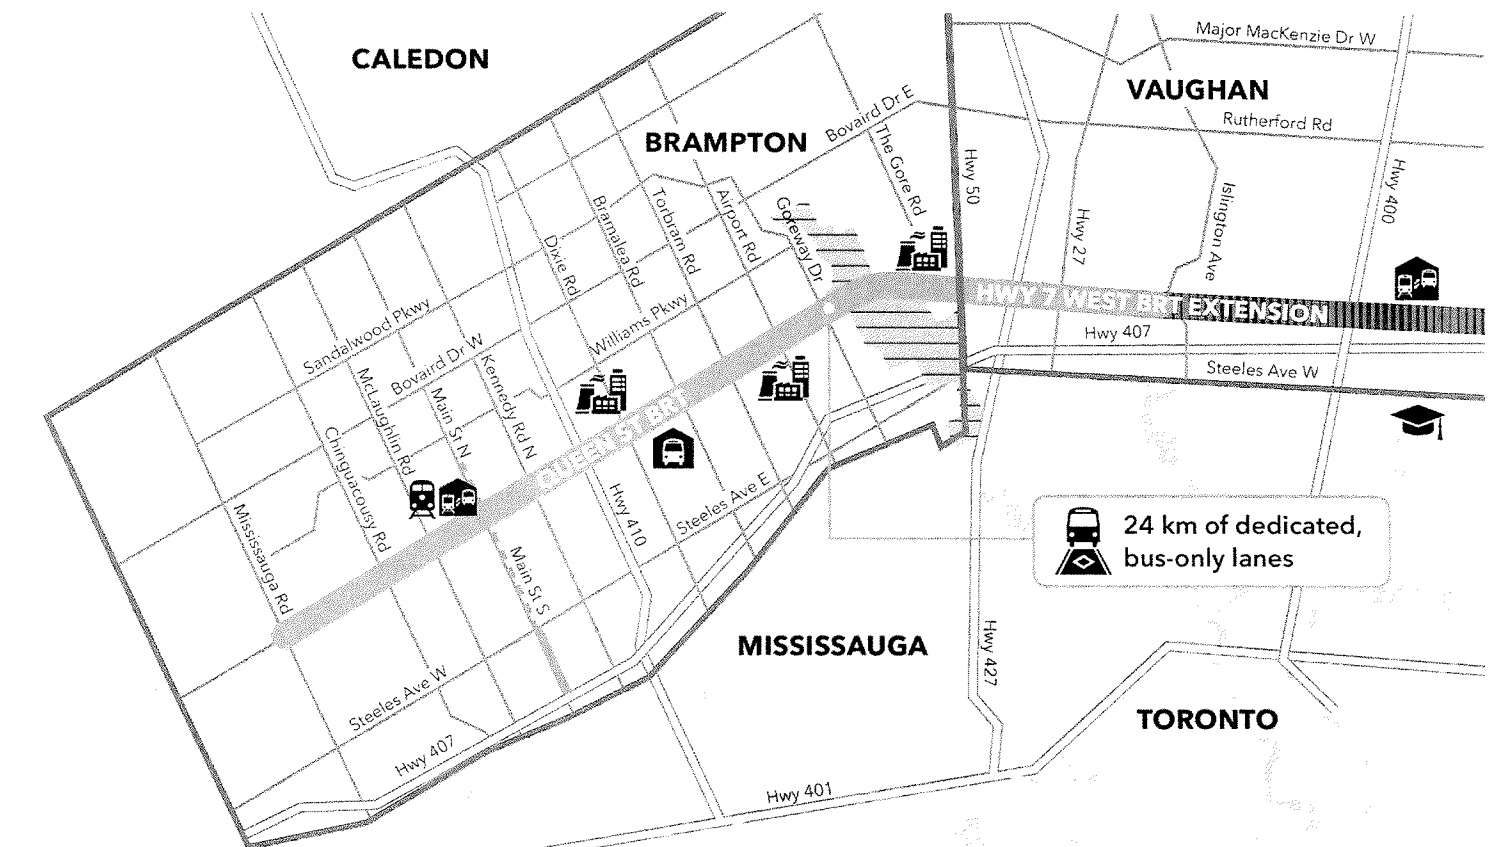 CALEDON
Major MacKenzie Dr W
VAUGHAN
Bovaird Dr E
Rutherford Rd
BRAMPTON
The Gore Rd
Hwy 50
Hwy 400
Islington Ave
Hwy 27
Airport Rd
Torbram Rd
Bramalea Rd
Goreway Dr
Dixie Rd
HWY 7 WEST BRT EXTENSION
Sandalwood Pkwy
Williams Pkwy
Hwy 407
Bovaird Dr W
Steeles Ave W
Kennedy Rd N
McLaughlin Rd
Main St N
QUEEN ST BRT
Chinguacousy Rd
Mississauga Rd
Hwy 410
Steeles Ave E
24 km of dedicated,
bus-only lanes
Main St S
MISSISSAUGA
Hwy 427
Steeles Ave W
TORONTO
Hwy 407
Hwy 401